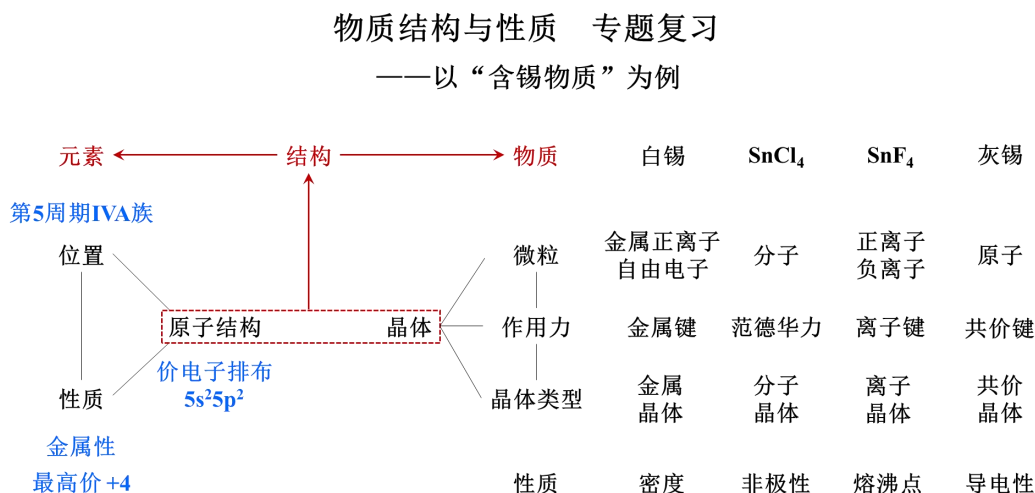 物质结构与性质 专题复习
——以“含锡物质”为例
元素 结构 物质 白锡 SnCl₄ SnF₄ 灰锡
第5周期IVA族
位置 微粒 金属正离子 自由电子 分子 正离子 负离子 原子
原子结构 晶体 作用力 金属键 范德华力 离子键 共价键
价电子排布
5s²5p²
性质 晶体类型 金属 晶体 分子 晶体 离子 晶体 共价 晶体
金属性
最高价+4
性质 密度 非极性 熔沸点 导电性